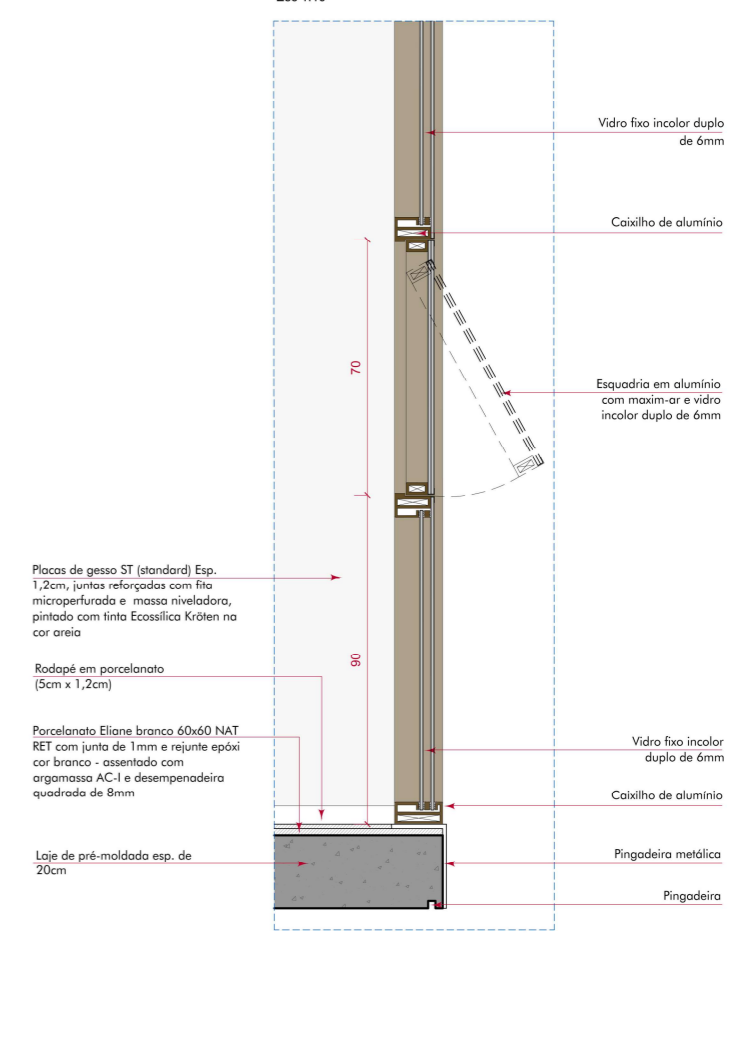 Vidro fixo incolor duplo
de 6mm
Caixilho de alumínio
70
Esquadria em alumínio
com maxim-ar e vidro
incolor duplo de 6mm
Placas de gesso ST (standard) Esp.
1,2cm, juntas reforçadas com fita
microperfurada e massa niveladora,
pintado com tinta Ecossílica Kröten na
cor areia
90
Rodapé em porcelanato
(5cm x 1,2cm)
Porcelanato Eliane branco 60x60 NAT
RET com junta de 1mm e rejunte epóxi
cor branco - assentado com
argamassa AC-I e desempenadeira
quadrada de 8mm
Vidro fixo incolor
duplo de 6mm
Caixilho de alumínio
Laje de pré-moldada esp. de
20cm
Pingadeira metálica
Pingadeira